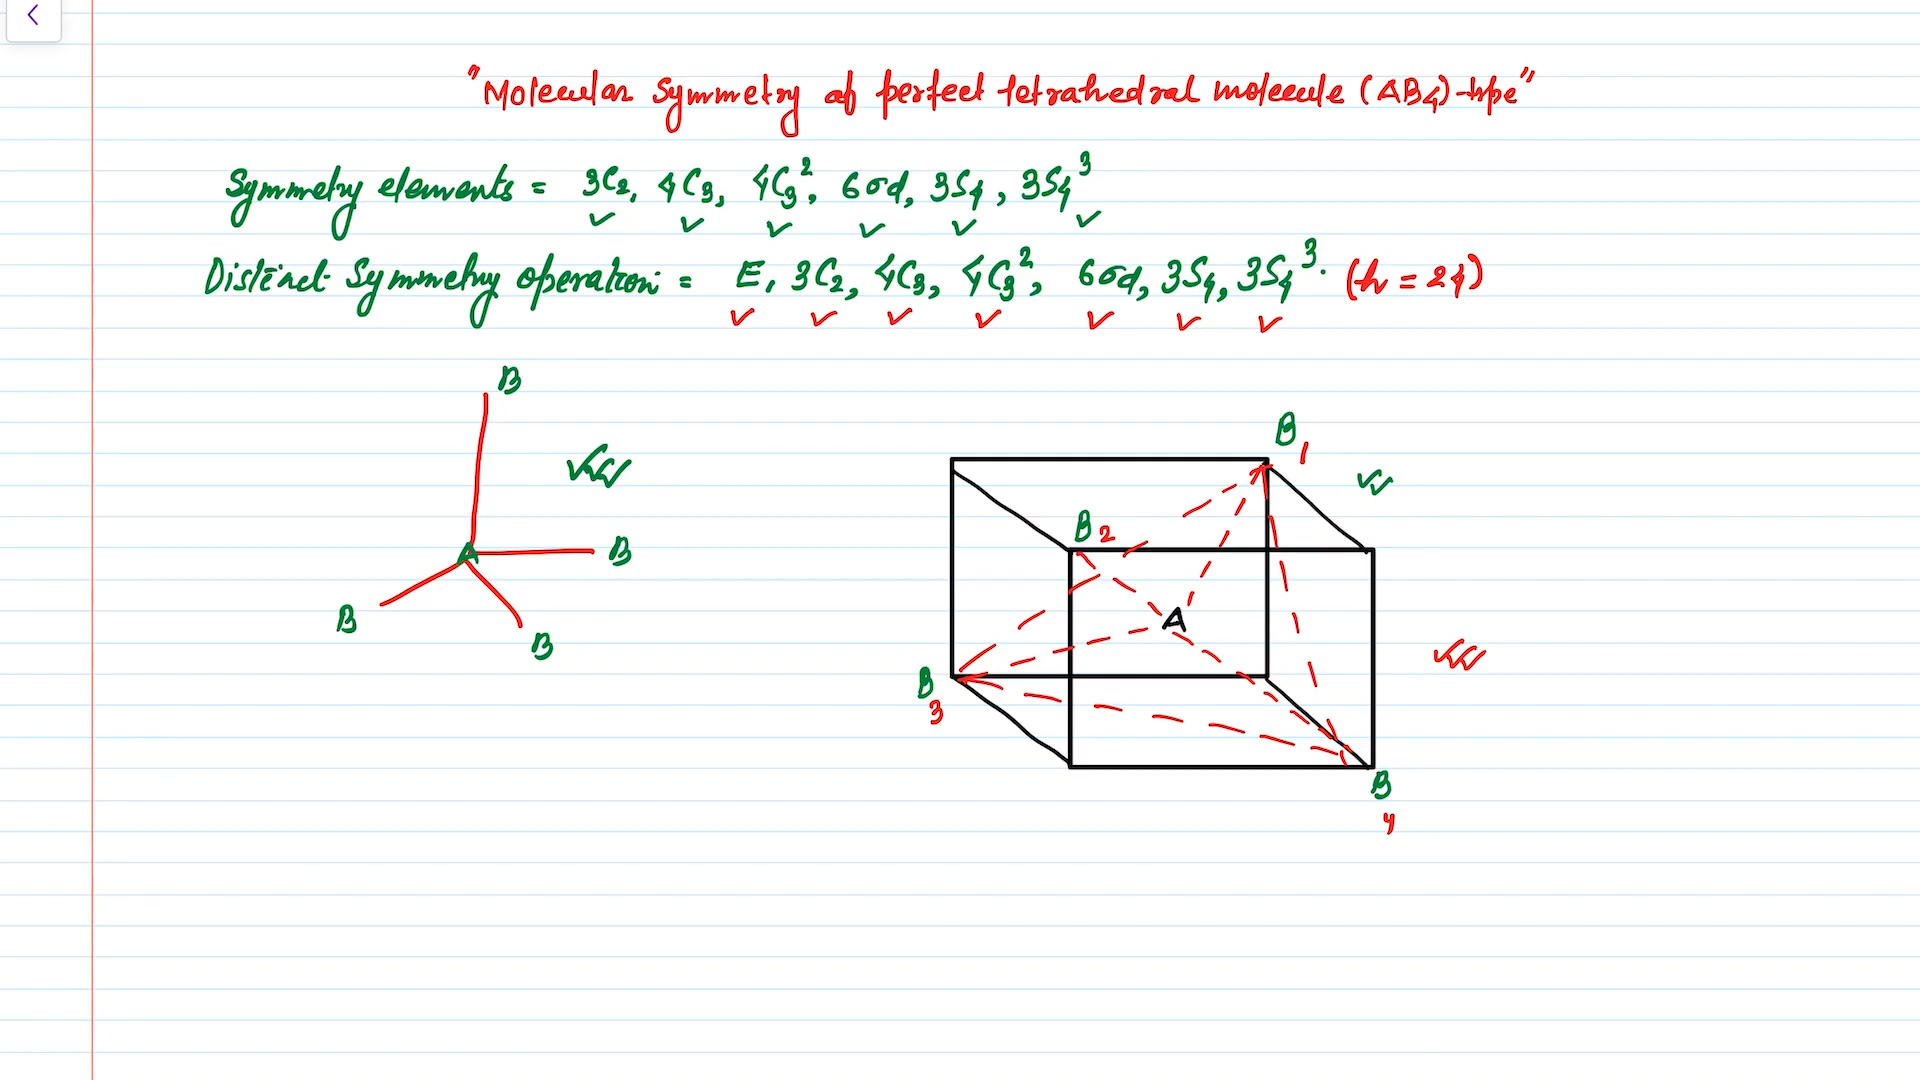 "Molecular Symmetry of perfect tetrahedral molecule (AB₄)-type"
Symmetry elements = 3C₂, 4C₃, 4C₃², 6σd, 3S₄, 3S₄³
Distinct Symmetry operation = E, 3C₂, 4C₃, 4C₃², 6σd, 3S₄, 3S₄³. (h = 24)
B
A
B
B
B
B₁
B₂
A
B₃
B₄